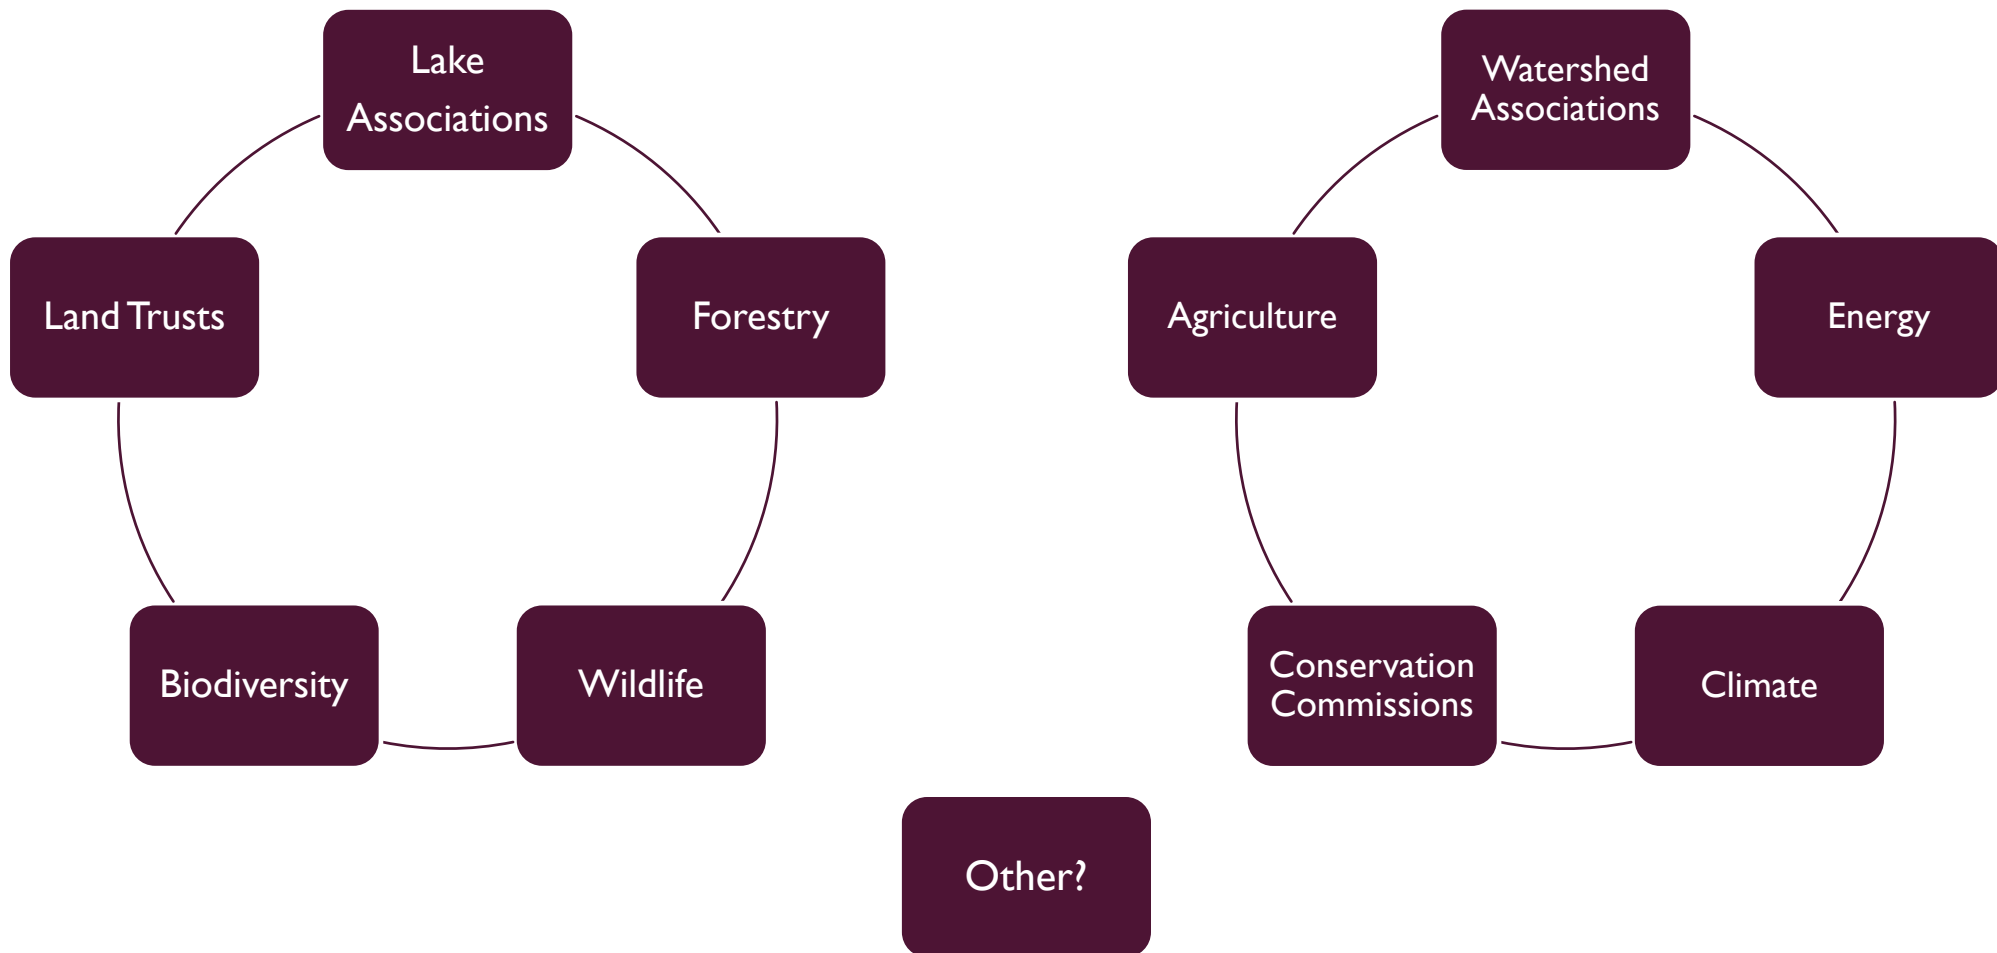 Lake
Associations
Land Trusts
Forestry
Biodiversity
Wildlife
Watershed
Associations
Agriculture
Energy
Conservation
Commissions
Climate
Other?